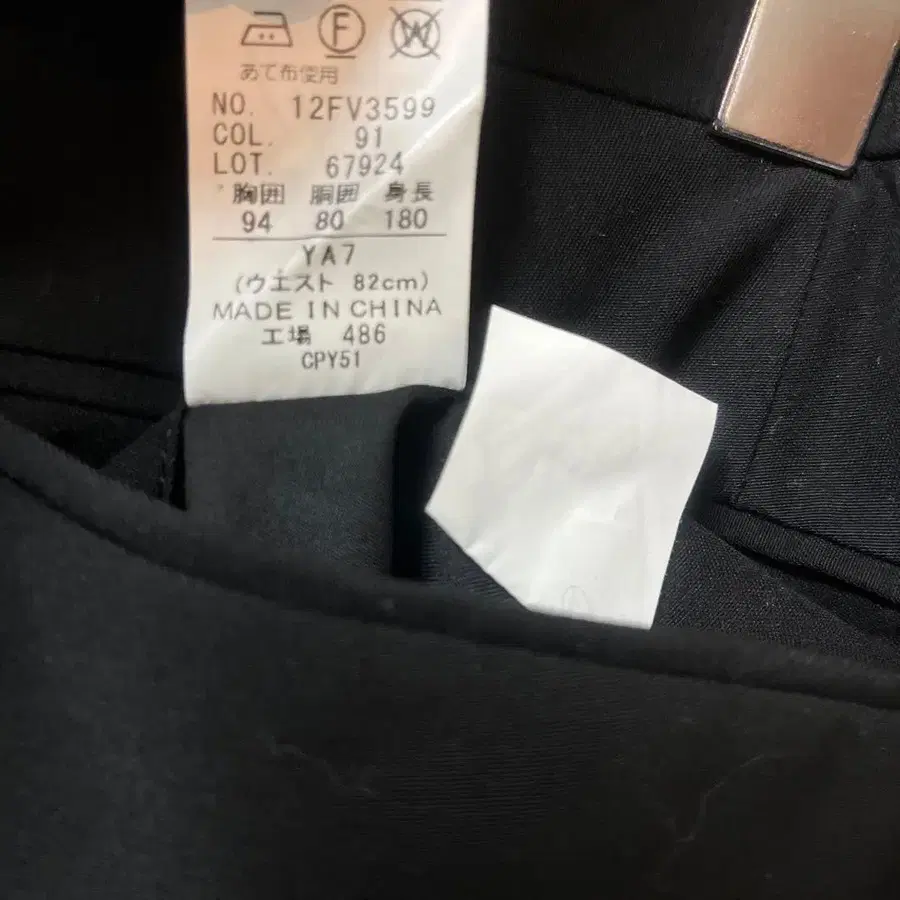 F W
あて布使用
NO. 12FV3599
COL. 91
LOT. 67924
胸囲 胴囲 身長
94 80 180
YA7
(ウエスト 82cm)
MADE IN CHINA
工場 486
CPY51